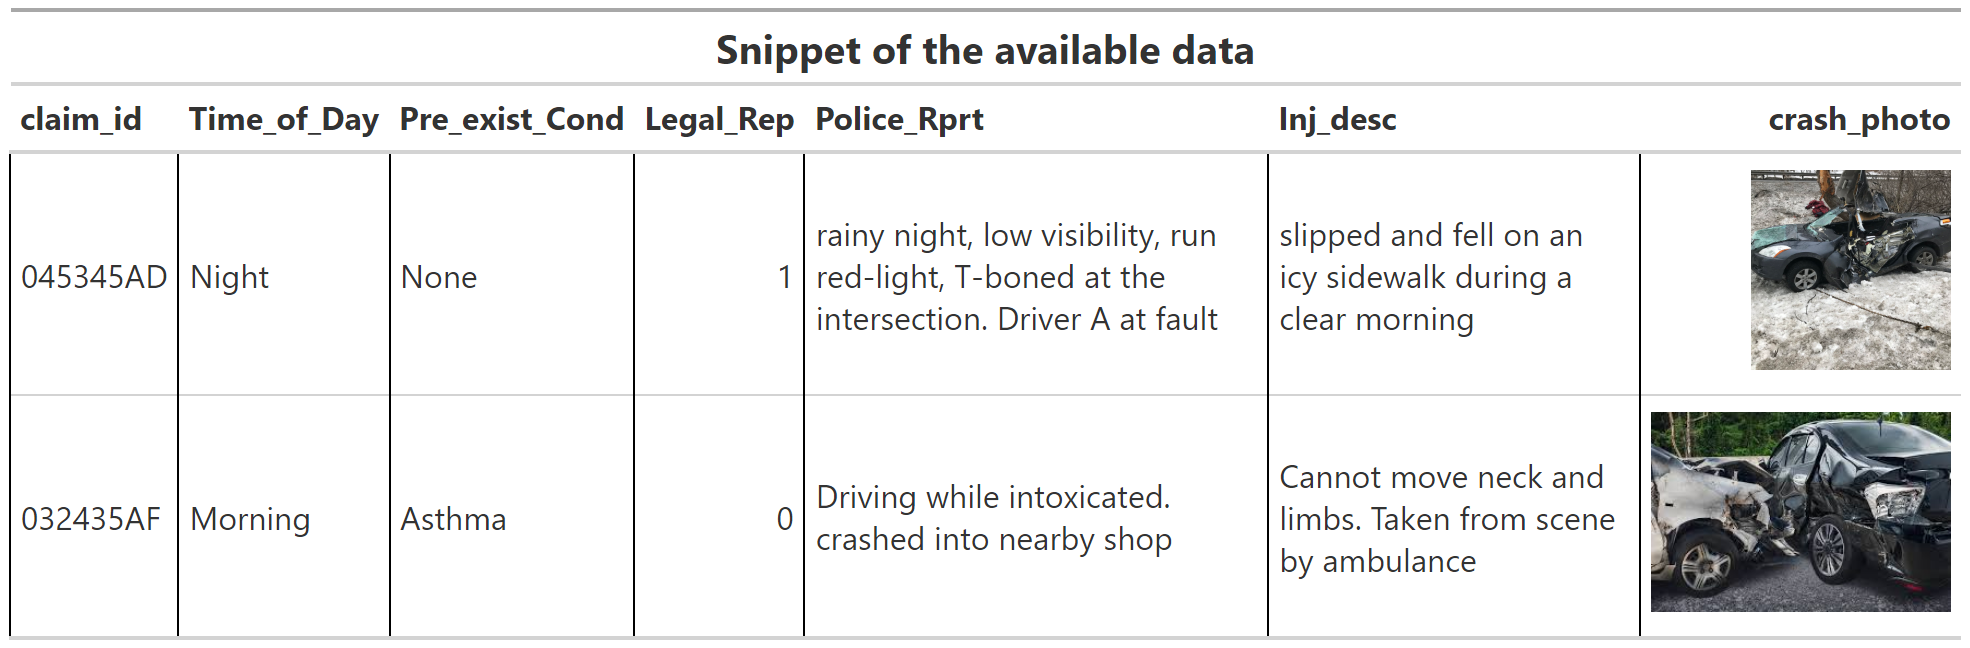 Snippet of the available data
claim_id Time_of_Day Pre_exist_Cond Legal_Rep Police_Rprt Inj_desc crash_photo
045345AD Night None 1 rainy night, low visibility, run red-light, T-boned at the intersection. Driver A at fault slipped and fell on an icy sidewalk during a clear morning
032435AF Morning Asthma 0 Driving while intoxicated. crashed into nearby shop Cannot move neck and limbs. Taken from scene by ambulance